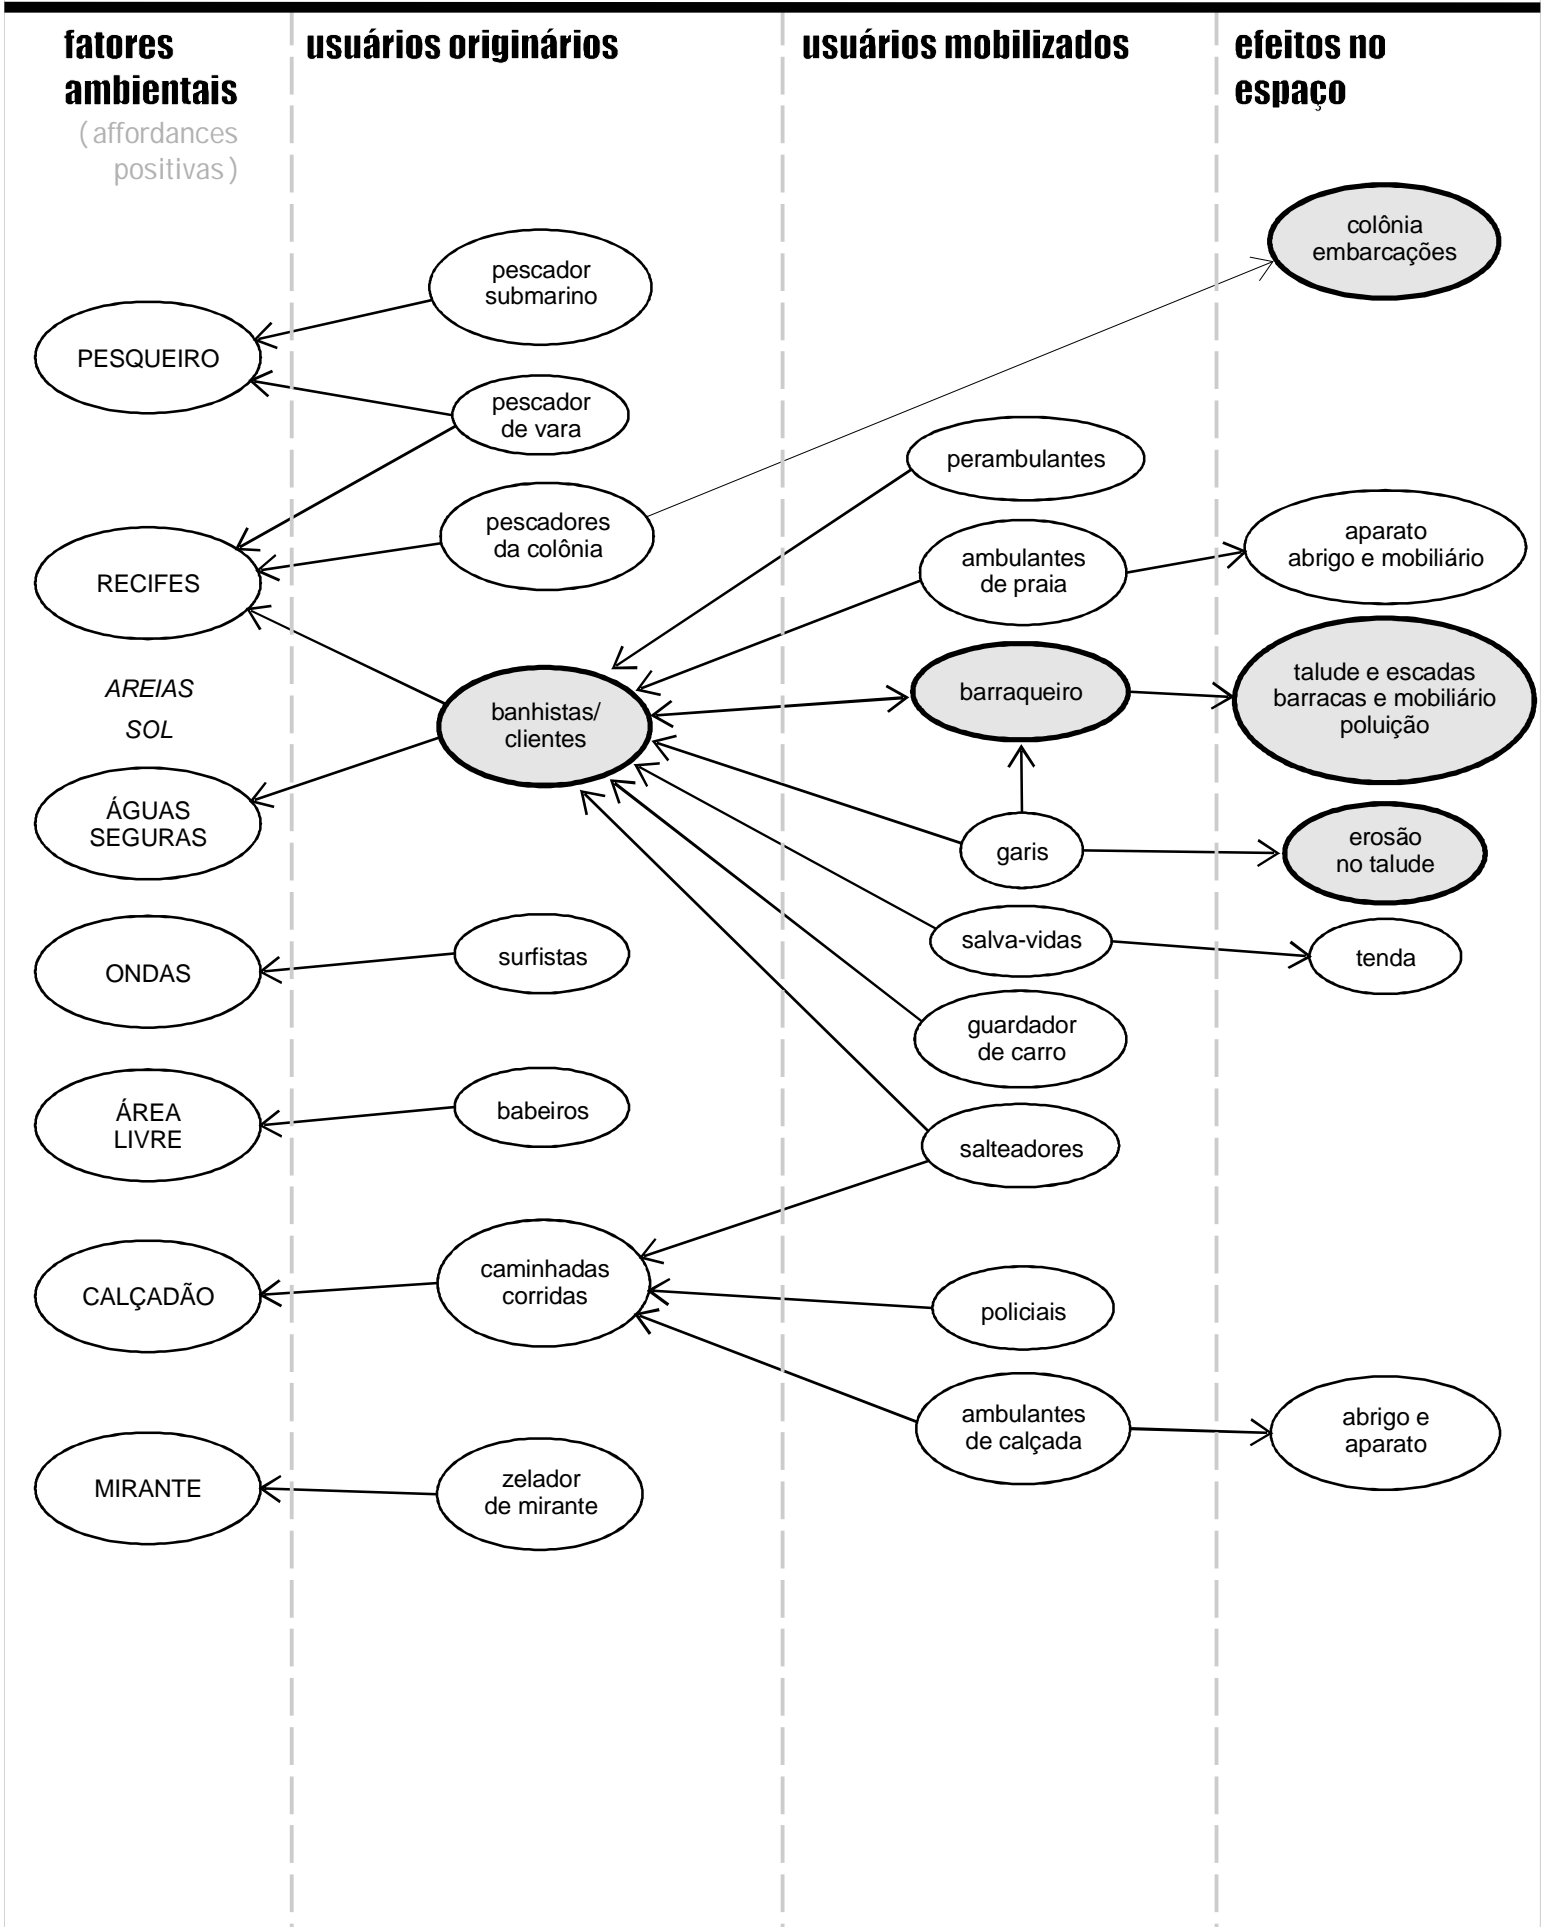 fatores
ambientais
(affordances
positivas)
usuários originários
usuários mobilizados
efeitos no
espaço
PESQUEIRO
RECIFES
AREIAS
SOL
ÁGUAS
SEGURAS
ONDAS
ÁREA
LIVRE
CALÇADÃO
MIRANTE
pescador
submarino
pescador
de vara
pescadores
da colônia
banhistas/
clientes
surfistas
babeiros
caminhadas
corridas
zelador
de mirante
perambulantes
ambulantes
de praia
barraqueiro
garis
salva-vidas
guardador
de carro
salteadores
policiais
ambulantes
de calçada
colônia
embarcações
aparato
abrigo e mobiliário
talude e escadas
barracas e mobiliário
poluição
erosão
no talude
tenda
abrigo e
aparato